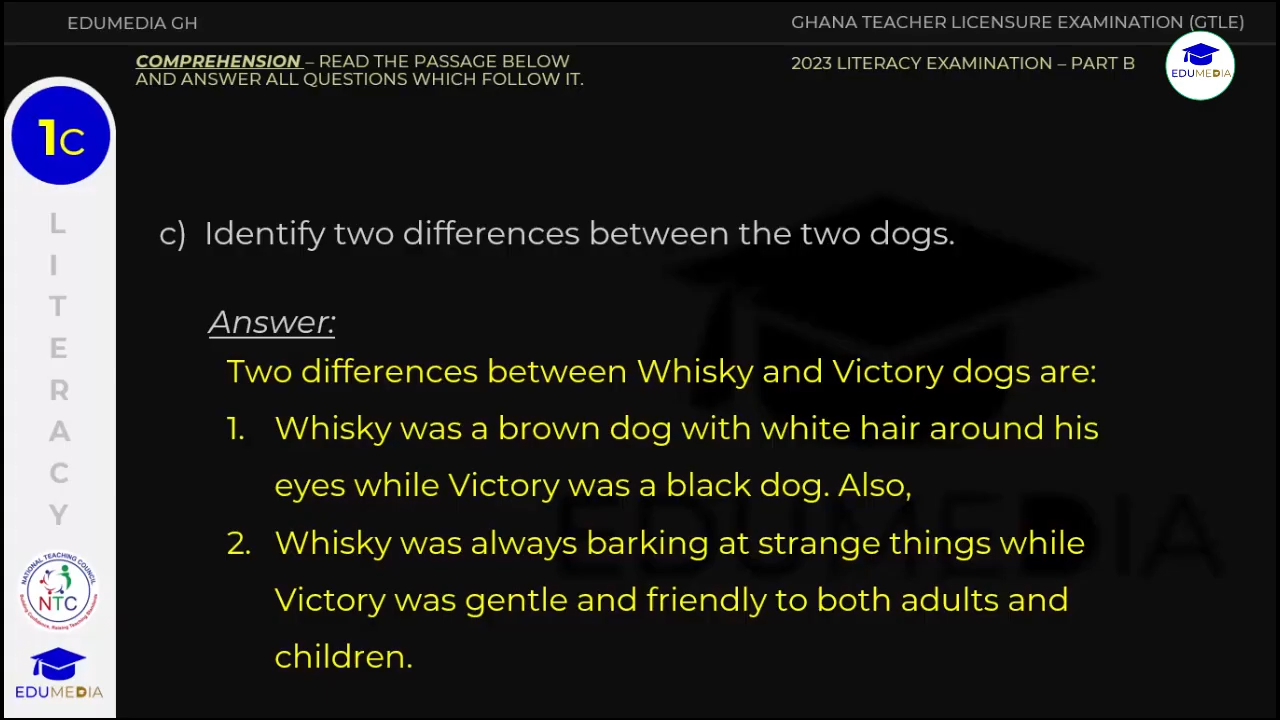 EDUMEDIA GH
GHANA TEACHER LICENSURE EXAMINATION (GTLE)
COMPREHENSION – READ THE PASSAGE BELOW
AND ANSWER ALL QUESTIONS WHICH FOLLOW IT.
2023 LITERACY EXAMINATION – PART B
EDUMEDIA
1C
L
I
T
E
R
A
C
Y
c) Identify two differences between the two dogs.
Answer:
Two differences between Whisky and Victory dogs are:
1. Whisky was a brown dog with white hair around his
eyes while Victory was a black dog. Also,
2. Whisky was always barking at strange things while
Victory was gentle and friendly to both adults and
children.
EDUMEDIA
NATIONAL TEACHING COUNCIL
NTC
EDUMEDIA